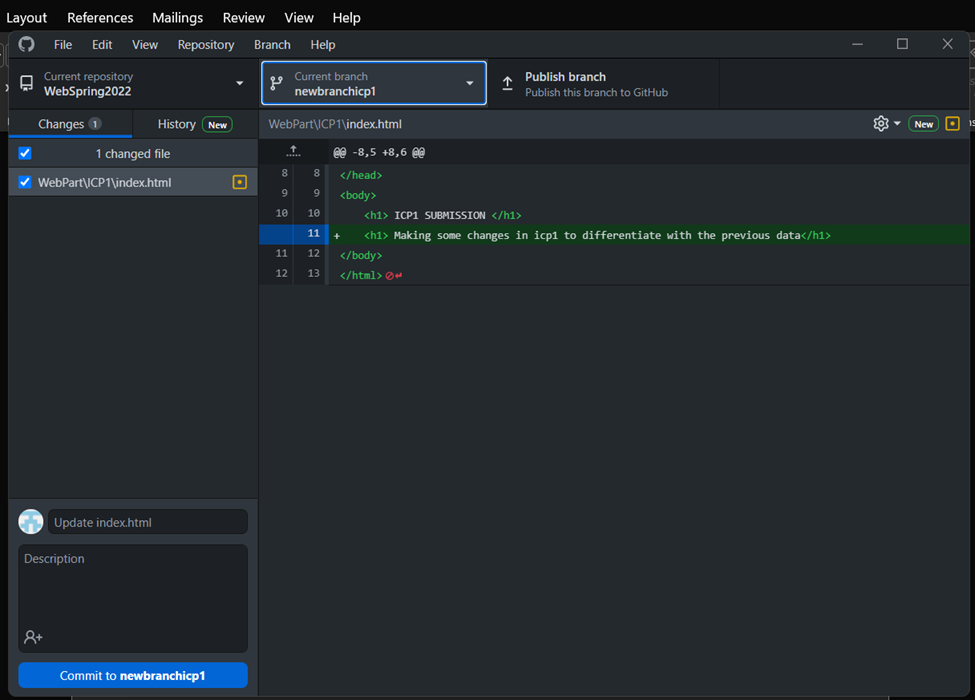 Layout References Mailings Review View Help
File Edit View Repository Branch Help
Current repository
WebSpring2022
Current branch
newbranchicp1
Publish branch
Publish this branch to GitHub
Changes 1 History New
WebPart\ICP1\index.html New
1 changed file
WebPart\ICP1\index.html
@@ -8,5 +8,6 @@
8 8 </head>
9 9 <body>
10 10 <h1> ICP1 SUBMISSION </h1>
11 + <h1> Making some changes in icp1 to differentiate with the previous data</h1>
11 12 </body>
12 13 </html>
Update index.html
Description
Commit to newbranchicp1